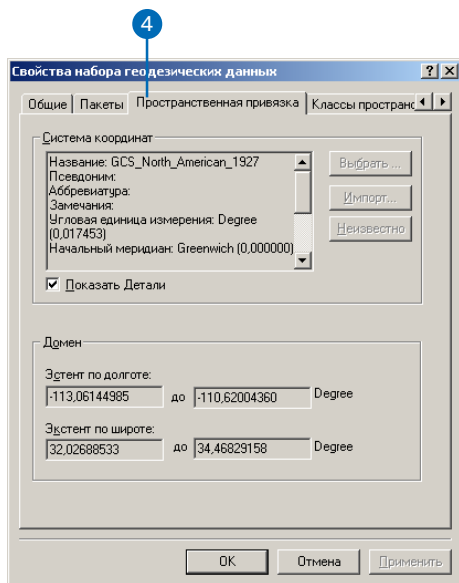 4
Свойства набора геодезических данных
Общие Пакеты Пространственная привязка Классы пространс
Система координат
Название: GCS_North_American_1927
Псевдоним:
Аббревиатура:
Замечания:
Угловая единица измерения: Degree
(0,017453)
Начальный меридиан: Greenwich (0,000000)
Выбрать ...
Импорт...
Неизвестно
Показать Детали
Домен
Эстент по долготе:
-113,06144985 до -110,62004360 Degree
Экстент по широте:
32,02688533 до 34,46829158 Degree
OK Отмена Применить